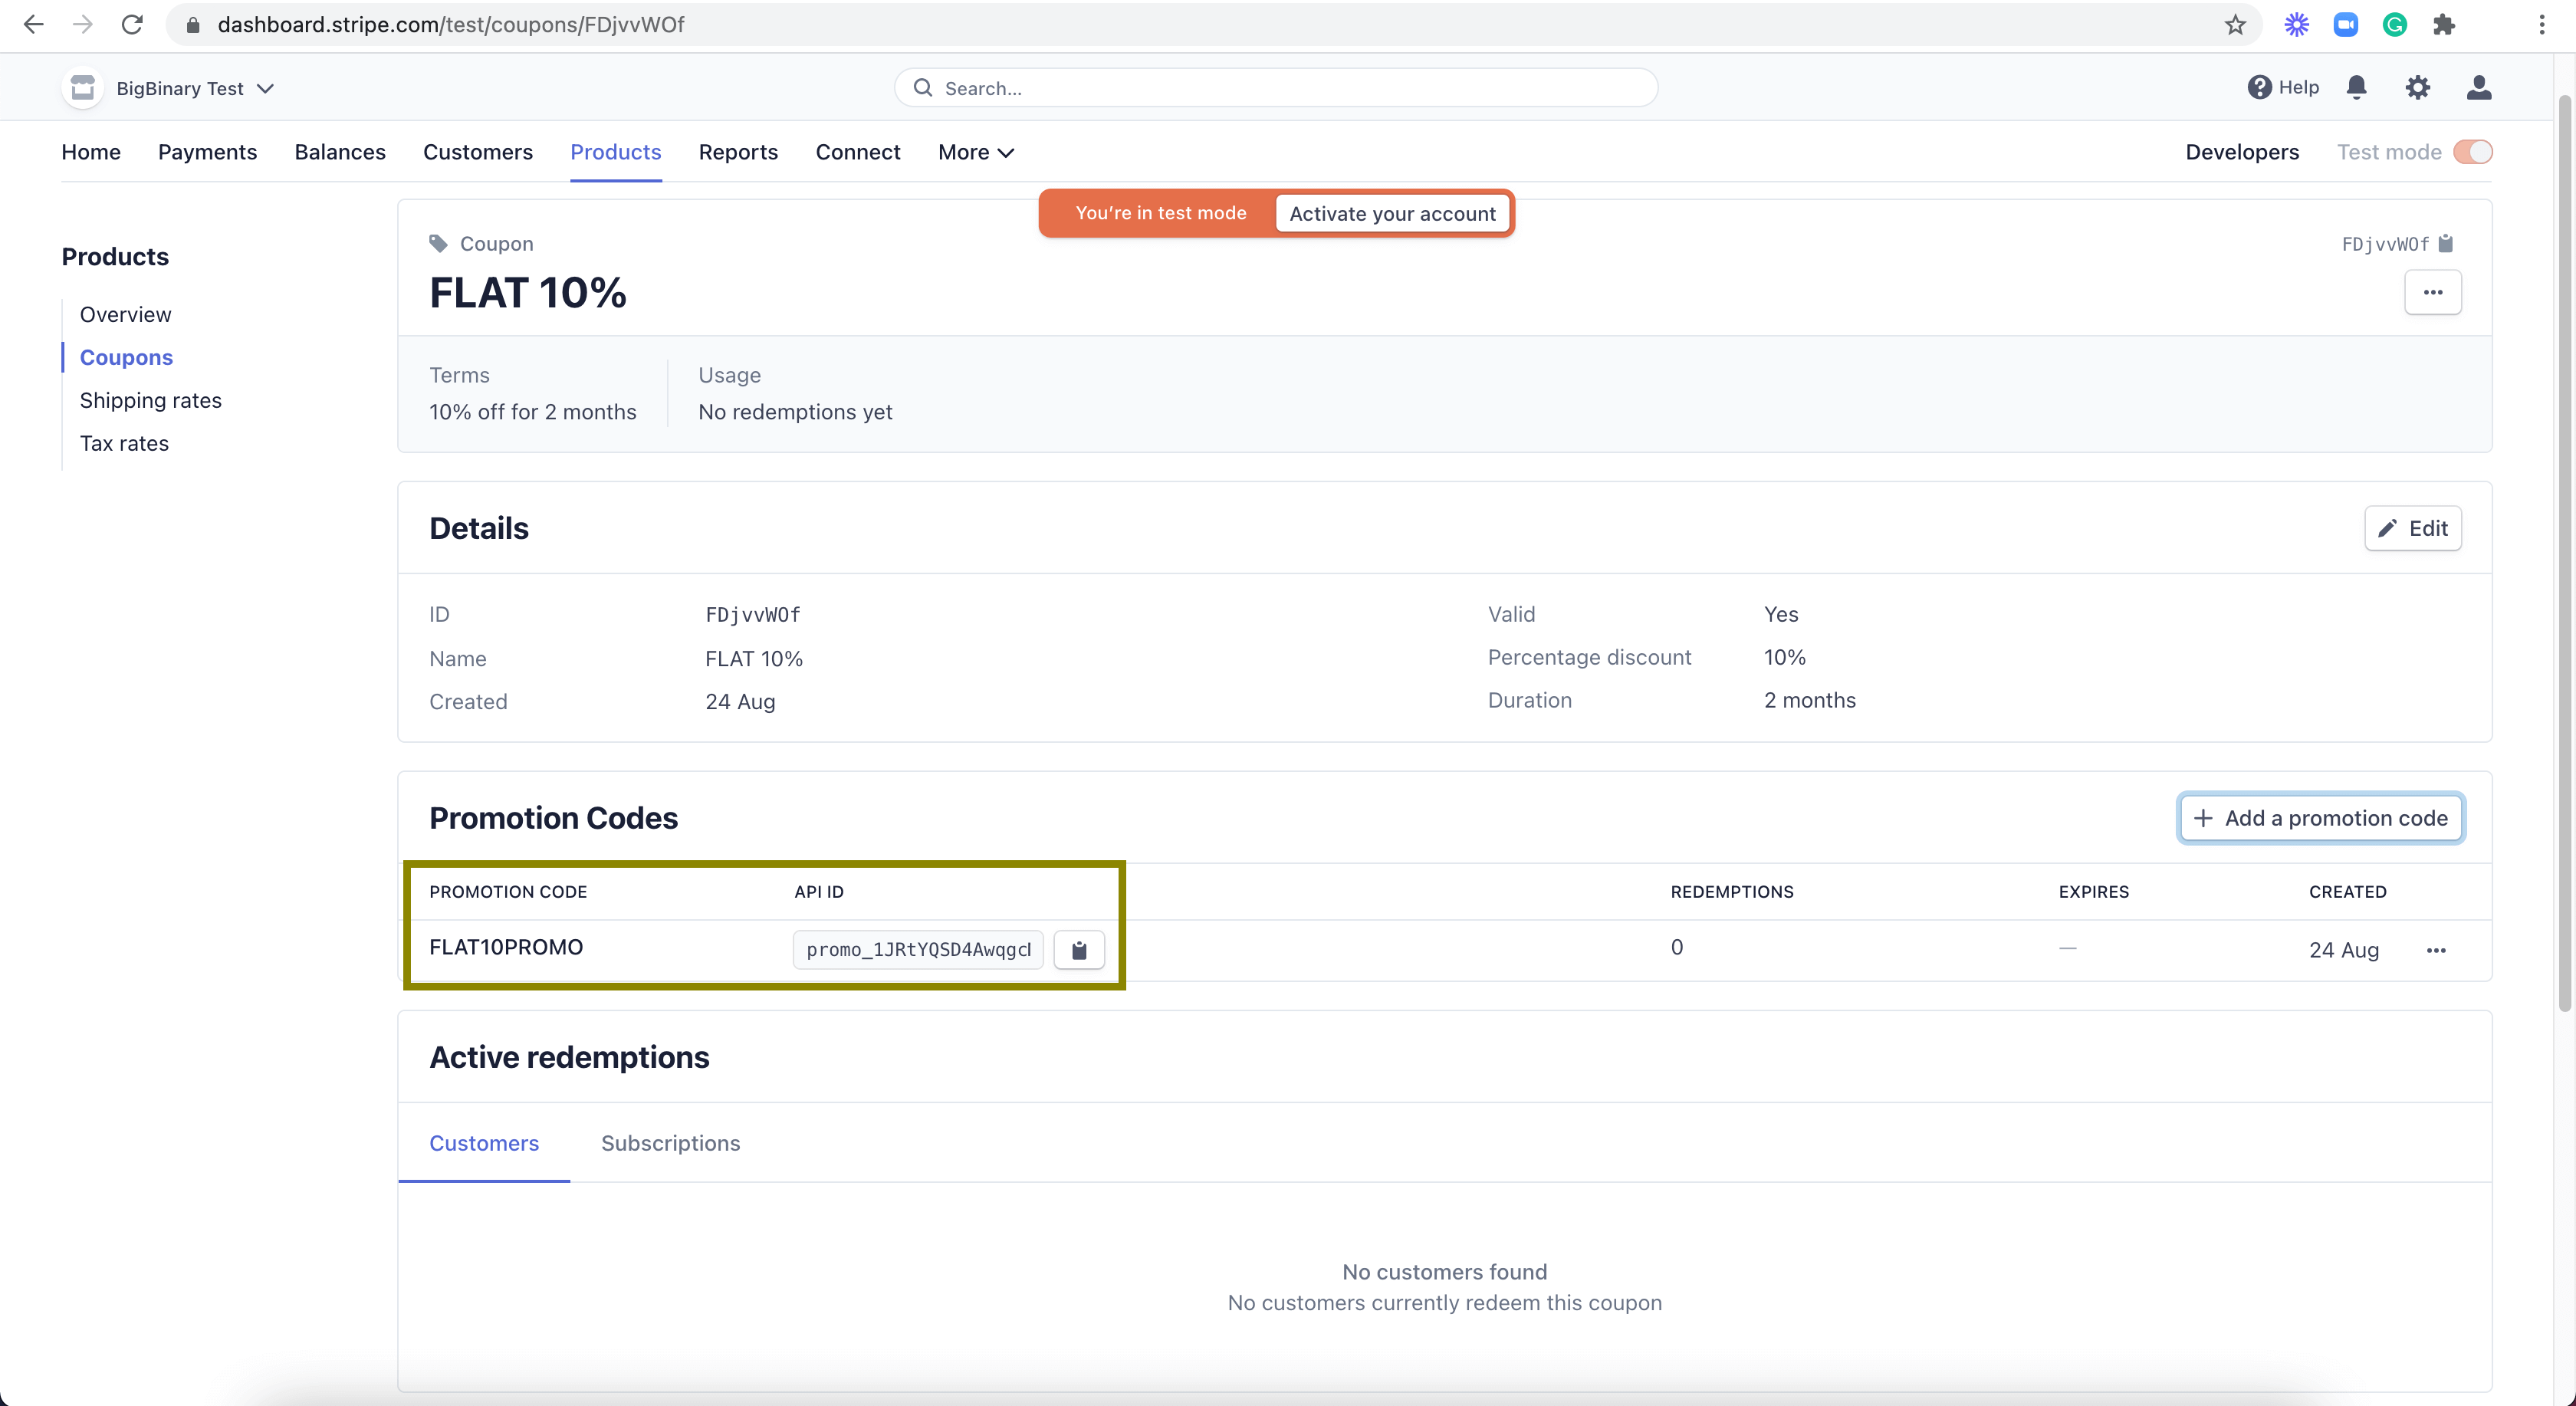 dashboard.stripe.com/test/coupons/FDjvvWOf
BigBinary Test
Search...
Help
Home Payments Balances Customers Products Reports Connect More
Developers Test mode
You're in test mode Activate your account
Products
Overview
Coupons
Shipping rates
Tax rates
Coupon
FDjvvWOf
FLAT 10%
Terms
10% off for 2 months
Usage
No redemptions yet
Details
Edit
ID FDjvvWOf
Name FLAT 10%
Created 24 Aug
Valid Yes
Percentage discount 10%
Duration 2 months
Promotion Codes
+ Add a promotion code
PROMOTION CODE API ID REDEMPTIONS EXPIRES CREATED
FLAT10PROMO promo_1JRtYQSD4Awqgc 0 — 24 Aug
Active redemptions
Customers Subscriptions
No customers found
No customers currently redeem this coupon